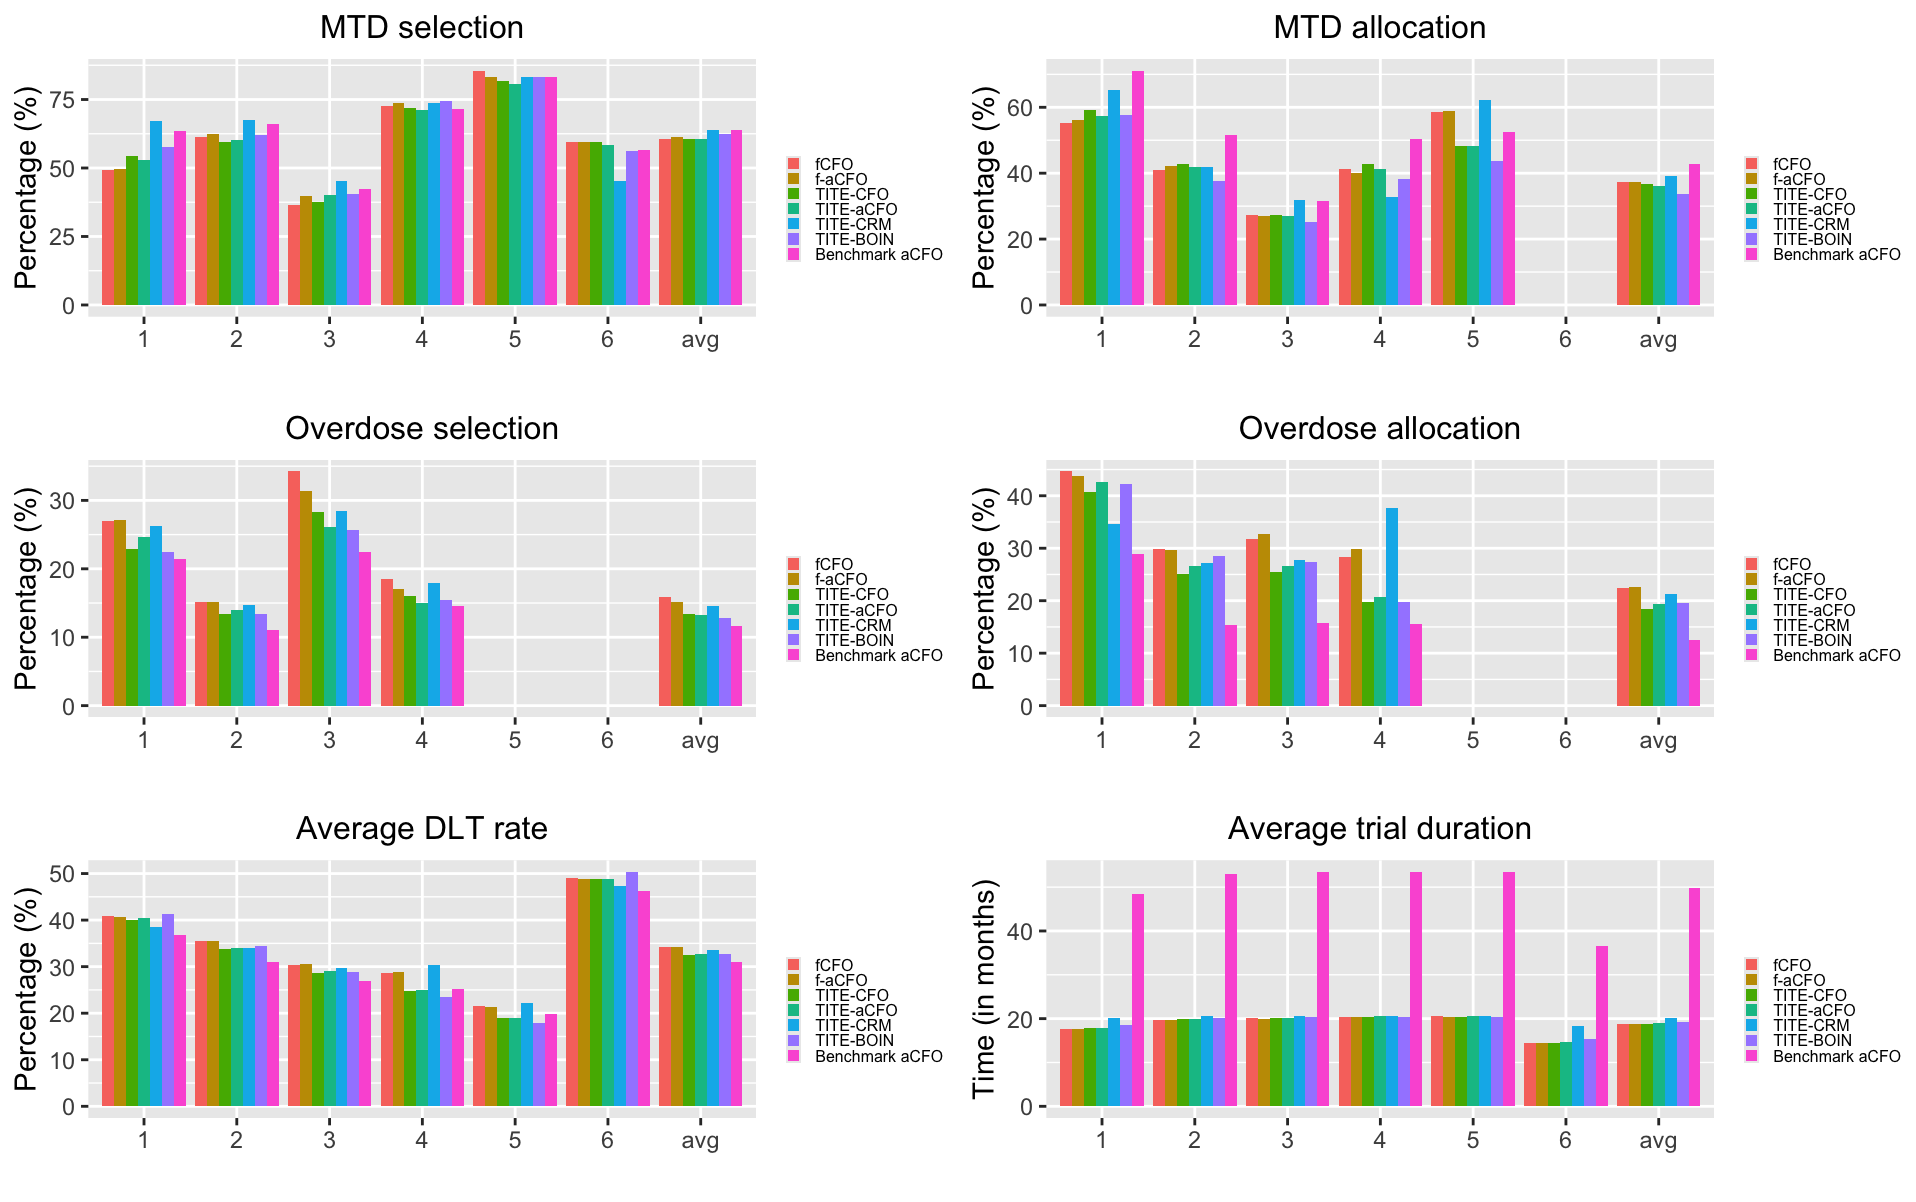 MTD selection
Percentage (%)
75
50
25
0
1 2 3 4 5 6 avg
fCFO
f-aCFO
TITE-CFO
TITE-aCFO
TITE-CRM
TITE-BOIN
Benchmark aCFO
MTD allocation
Percentage (%)
60
40
20
0
1 2 3 4 5 6 avg
fCFO
f-aCFO
TITE-CFO
TITE-aCFO
TITE-CRM
TITE-BOIN
Benchmark aCFO
Overdose selection
Percentage (%)
30
20
10
0
1 2 3 4 5 6 avg
fCFO
f-aCFO
TITE-CFO
TITE-aCFO
TITE-CRM
TITE-BOIN
Benchmark aCFO
Overdose allocation
Percentage (%)
40
30
20
10
0
1 2 3 4 5 6 avg
fCFO
f-aCFO
TITE-CFO
TITE-aCFO
TITE-CRM
TITE-BOIN
Benchmark aCFO
Average DLT rate
Percentage (%)
50
40
30
20
10
0
1 2 3 4 5 6 avg
fCFO
f-aCFO
TITE-CFO
TITE-aCFO
TITE-CRM
TITE-BOIN
Benchmark aCFO
Average trial duration
Time (in months)
40
20
0
1 2 3 4 5 6 avg
fCFO
f-aCFO
TITE-CFO
TITE-aCFO
TITE-CRM
TITE-BOIN
Benchmark aCFO